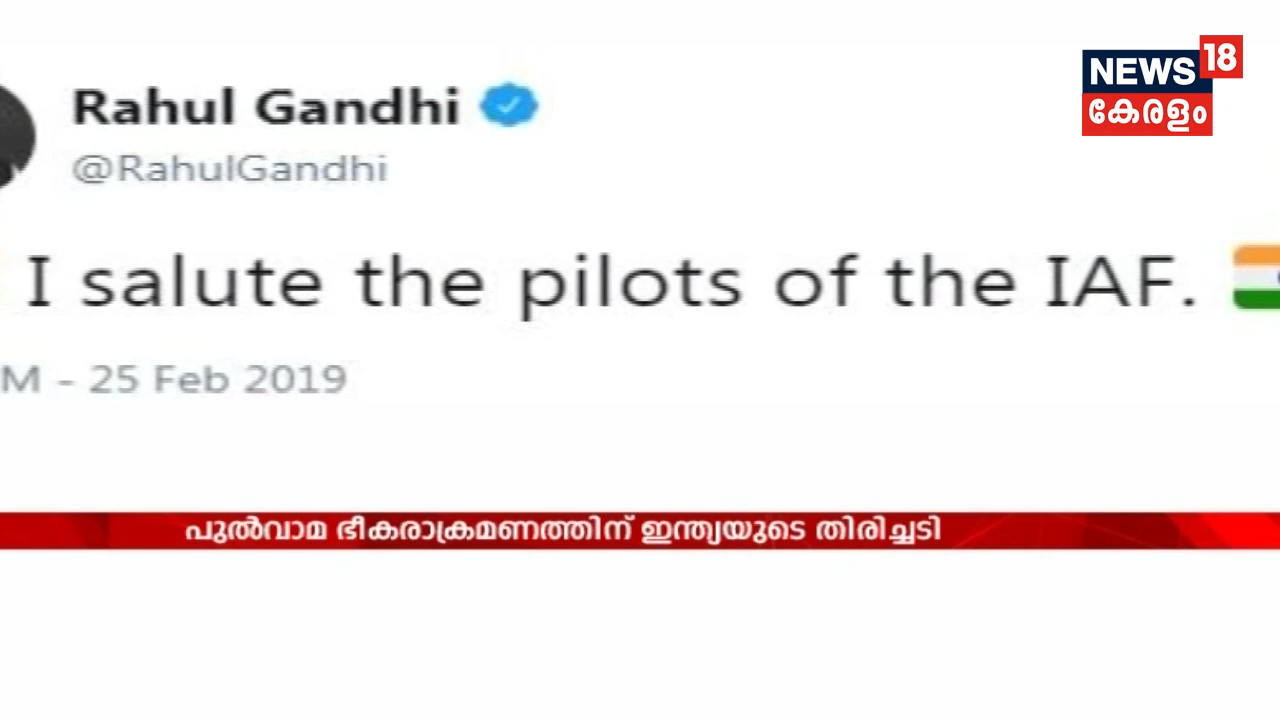 NEWS 18
കേരളം
Rahul Gandhi
@RahulGandhi
I salute the pilots of the IAF.
M - 25 Feb 2019
പുൽവാമ ഭീകരാക്രമണത്തിന് ഇന്ത്യയുടെ തിരിച്ചടി